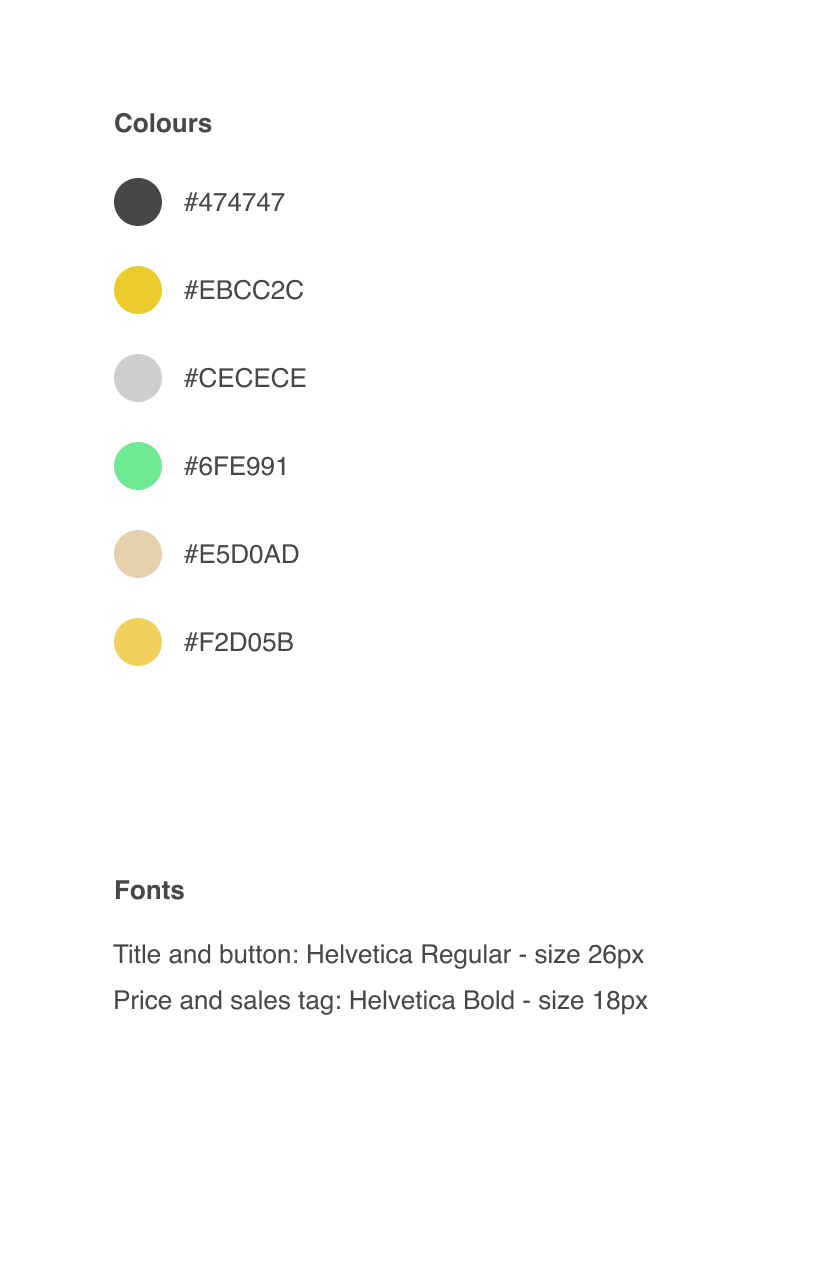 Colours
#474747
#EBCC2C
#CECECE
#6FE991
#E5D0AD
#F2D05B
Fonts
Title and button: Helvetica Regular - size 26px
Price and sales tag: Helvetica Bold - size 18px